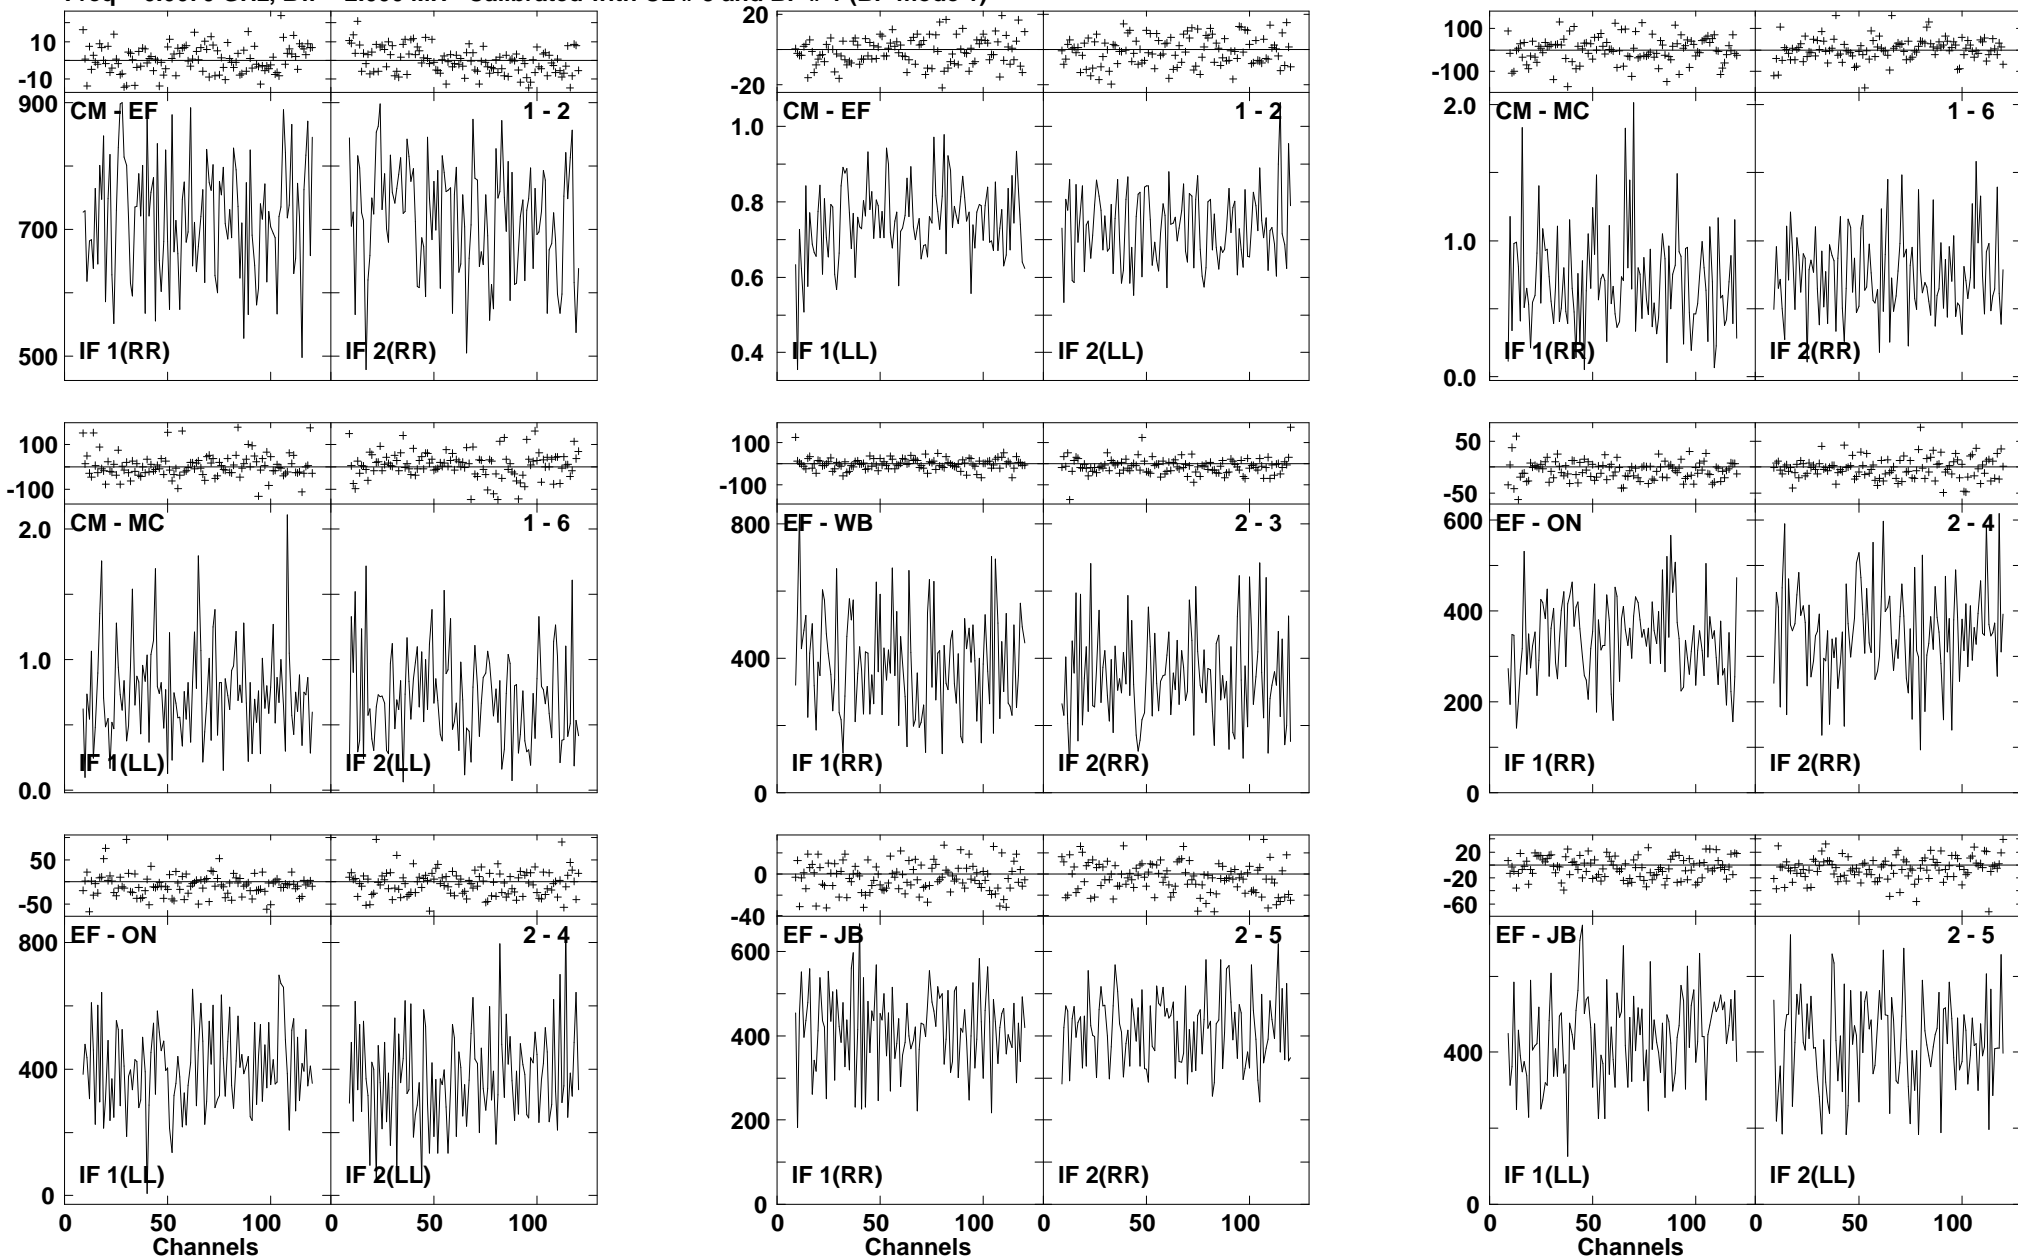 10
-10
900
700
500
CM - EF
1 - 2
IF 1(RR)
IF 2(RR)
20
0
-20
1.0
0.8
0.6
0.4
CM - EF
1 - 2
IF 1(LL)
IF 2(LL)
100
-100
2.0
1.0
0.0
CM - MC
1 - 6
IF 1(RR)
IF 2(RR)
100
-100
2.0
1.0
0.0
CM - MC
1 - 6
IF 1(LL)
IF 2(LL)
100
-100
800
400
0
EF - WB
2 - 3
IF 1(RR)
IF 2(RR)
50
-50
600
400
200
0
EF - ON
2 - 4
IF 1(RR)
IF 2(RR)
50
-50
800
400
0
EF - ON
2 - 4
IF 1(LL)
IF 2(LL)
0 50 100 0 50 100
Channels
0
-40
600
400
200
0
EF - JB
2 - 5
IF 1(RR)
IF 2(RR)
0 50 100 0 50 100
Channels
20
-20
-60
400
0
EF - JB
2 - 5
IF 1(LL)
IF 2(LL)
0 50 100 0 50 100
Channels